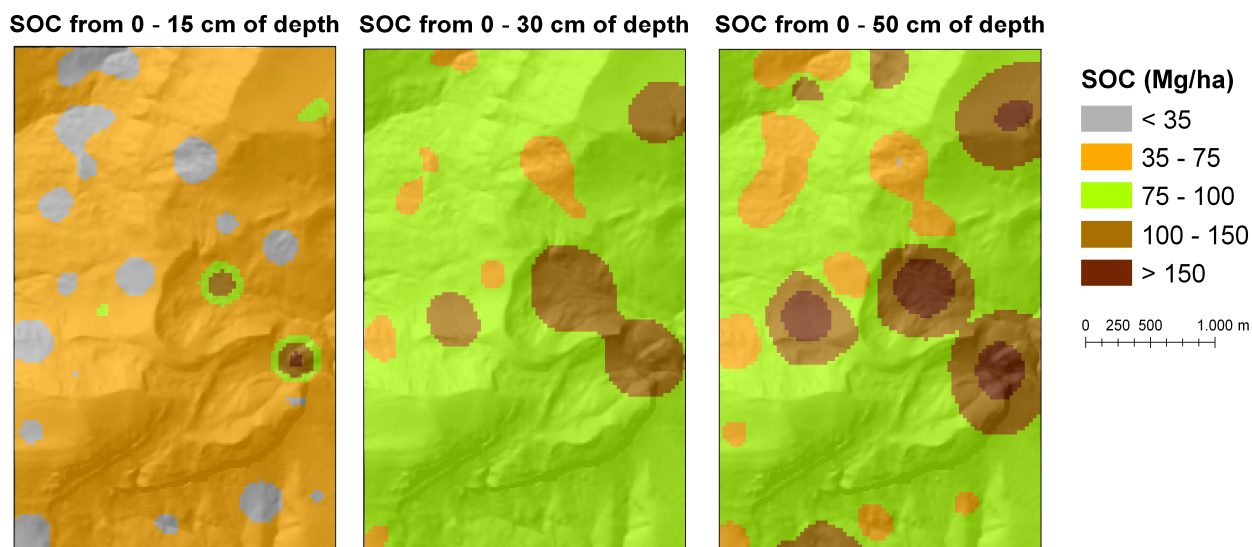 SOC from 0 - 15 cm of depth
SOC from 0 - 30 cm of depth
SOC from 0 - 50 cm of depth
SOC (Mg/ha)
< 35
35 - 75
75 - 100
100 - 150
> 150
0 250 500 1.000 m